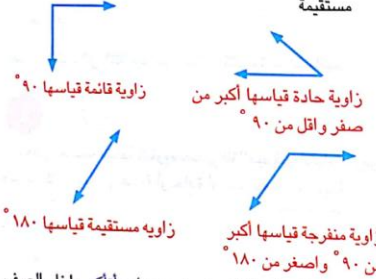 مستقيمة
زاوية قائمة قياسها ٩٠°
زاوية حادة قياسها أكبر من
صفر واقل من ٩٠°
زاويه مستقيمة قياسها ١٨٠°
زاوية منفرجة قياسها أكبر
من ٩٠° واصغر من ١٨٠°